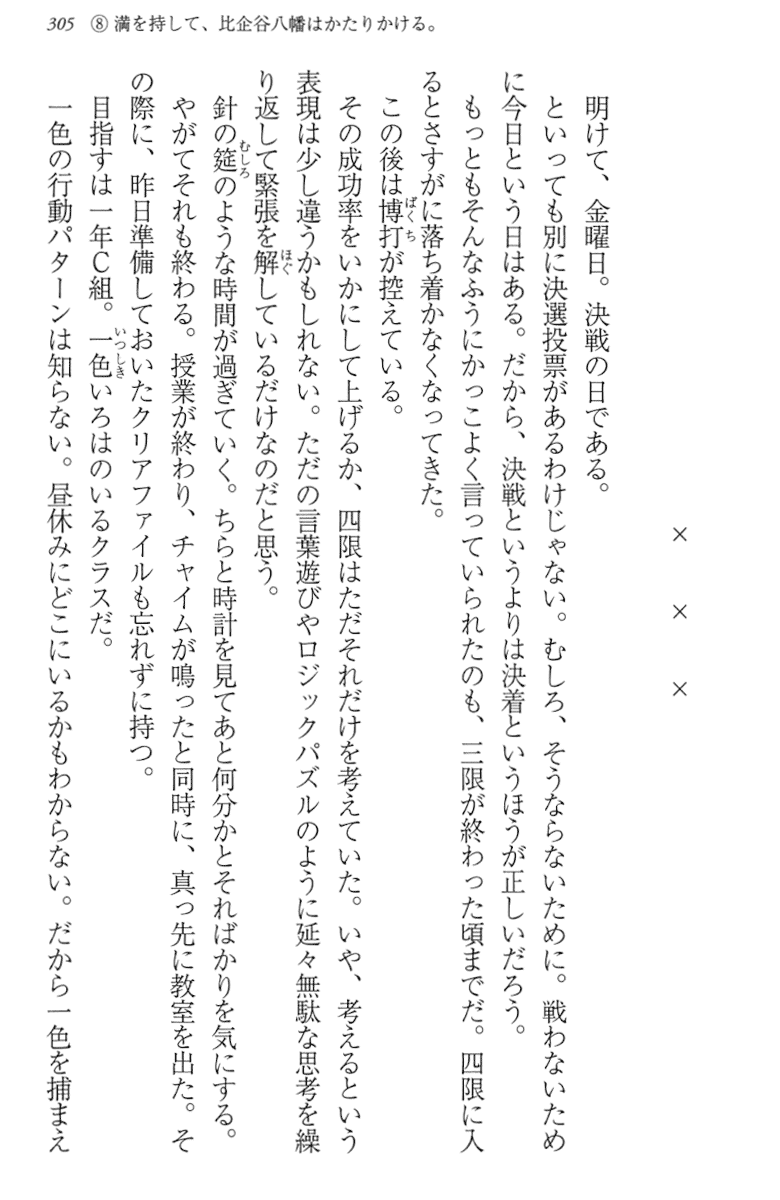 305 ⑧ 満を持して、比企谷八幡はかたりかける。
× × ×
明けて、金曜日。決戦の日である。
といっても別に決選投票があるわけじゃない。むしろ、そうならないために。戦わないため
に今日という日はある。だから、決戦というよりは決着というほうが正しいだろう。
もっともそんなふうにかっこよく言っていられたのも、三限が終わった頃までだ。四限に入
るとさすがに落ち着かなくなってきた。
この後は博打が控えている。
ばくち
その成功率をいかにして上げるか、四限はただそれだけを考えていた。いや、考えるという
表現は少し違うかもしれない。ただの言葉遊びやロジックパズルのように延々無駄な思考を繰
り返して緊張を解しているだけなのだと思う。
ほぐ
針の筵のような時間が過ぎていく。ちらと時計を見てあと何分かとそればかりを気にする。
むしろ
やがてそれも終わる。授業が終わり、チャイムが鳴ったと同時に、真っ先に教室を出た。そ
の際に、昨日準備しておいたクリアファイルも忘れずに持つ。
目指すは一年C組。一色いろはのいるクラスだ。
いっしき
一色の行動パターンは知らない。昼休みにどこにいるかもわからない。だから一色を捕まえ